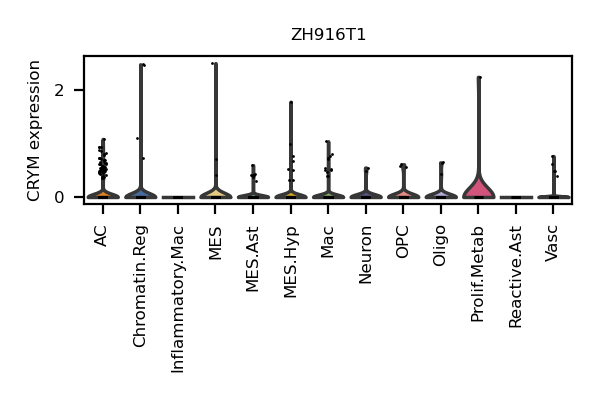 ZH916T1
CRYM expression
2
0
AC
Chromatin.Reg
Inflammatory.Mac
MES
MES.Ast
MES.Hyp
Mac
Neuron
OPC
Oligo
Prolif.Metab
Reactive.Ast
Vasc